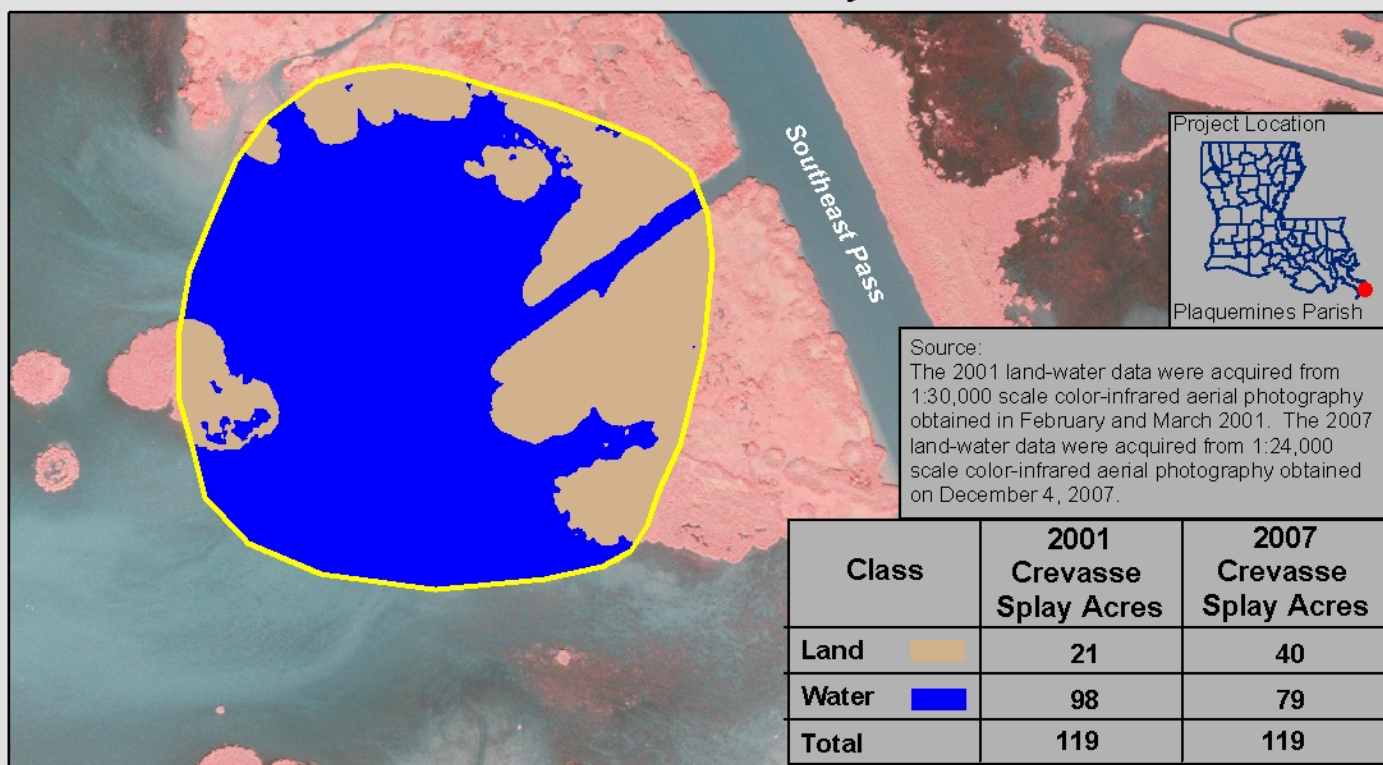 Southeast Pass
Project Location
Plaquemines Parish
Source:
The 2001 land-water data were acquired from
1:30,000 scale color-infrared aerial photography
obtained in February and March 2001. The 2007
land-water data were acquired from 1:24,000
scale color-infrared aerial photography obtained
on December 4, 2007.
Class
2001
Crevasse
Splay Acres
2007
Crevasse
Splay Acres
Land 21 40
Water 98 79
Total 119 119